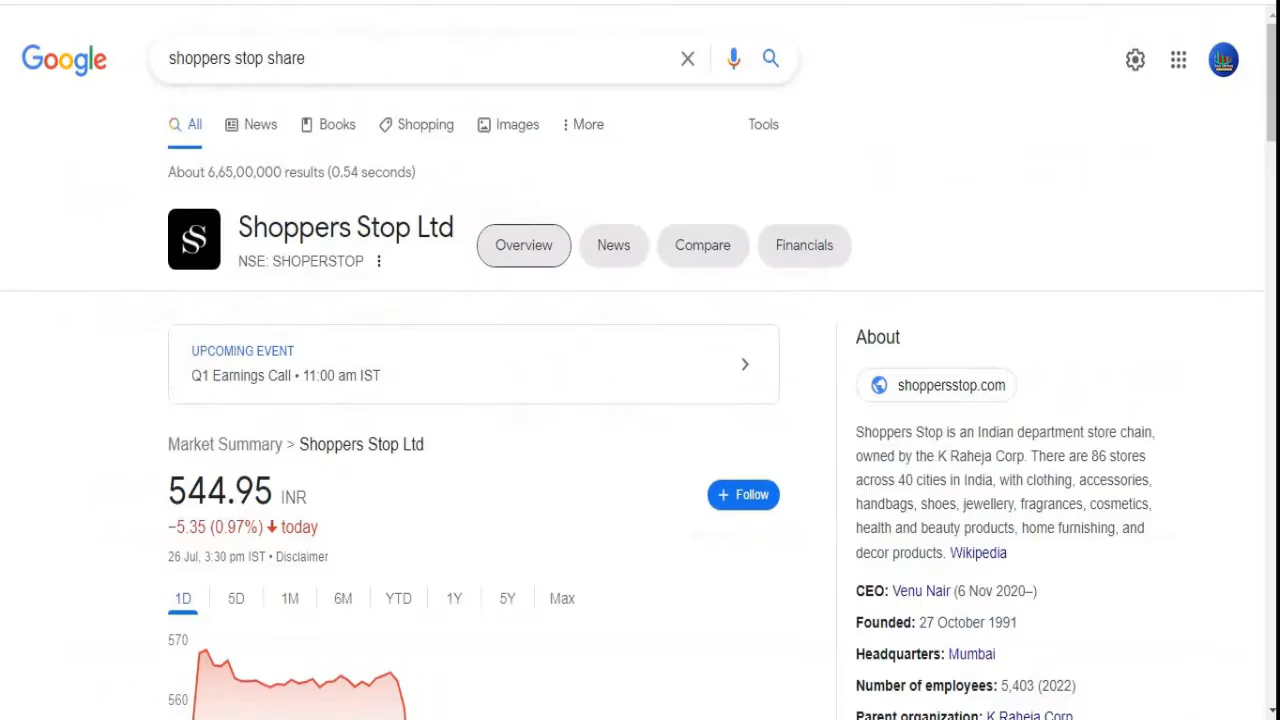 Google
shoppers stop share
All
News
Books
Shopping
Images
More
Tools
About 6,65,00,000 results (0.54 seconds)
S
Shoppers Stop Ltd
NSE: SHOPERSTOP
Overview
News
Compare
Financials
UPCOMING EVENT
Q1 Earnings Call • 11:00 am IST
Market Summary > Shoppers Stop Ltd
544.95 INR
+ Follow
−5.35 (0.97%) today
26 Jul, 3:30 pm IST • Disclaimer
1D
5D
1M
6M
YTD
1Y
5Y
Max
570
560
About
shoppersstop.com
Shoppers Stop is an Indian department store chain,
owned by the K Raheja Corp. There are 86 stores
across 40 cities in India, with clothing, accessories,
handbags, shoes, jewellery, fragrances, cosmetics,
health and beauty products, home furnishing, and
decor products. Wikipedia
CEO: Venu Nair (6 Nov 2020–)
Founded: 27 October 1991
Headquarters: Mumbai
Number of employees: 5,403 (2022)
Parent organization: K Raheja Corp